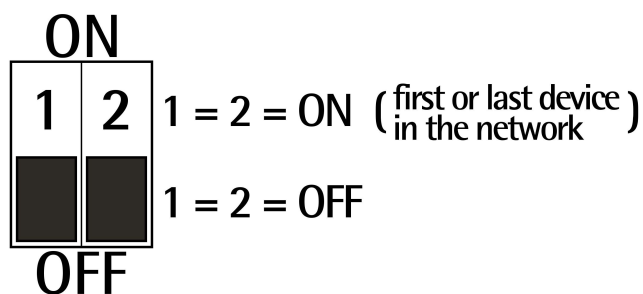 ON
1 2 1 = 2 = ON ( first or last device
in the network )
1 = 2 = OFF
OFF